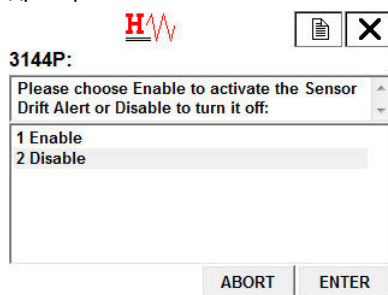 H
3144P:
Please choose Enable to activate the Sensor
Drift Alert or Disable to turn it off:
1 Enable
2 Disable
ABORT
ENTER